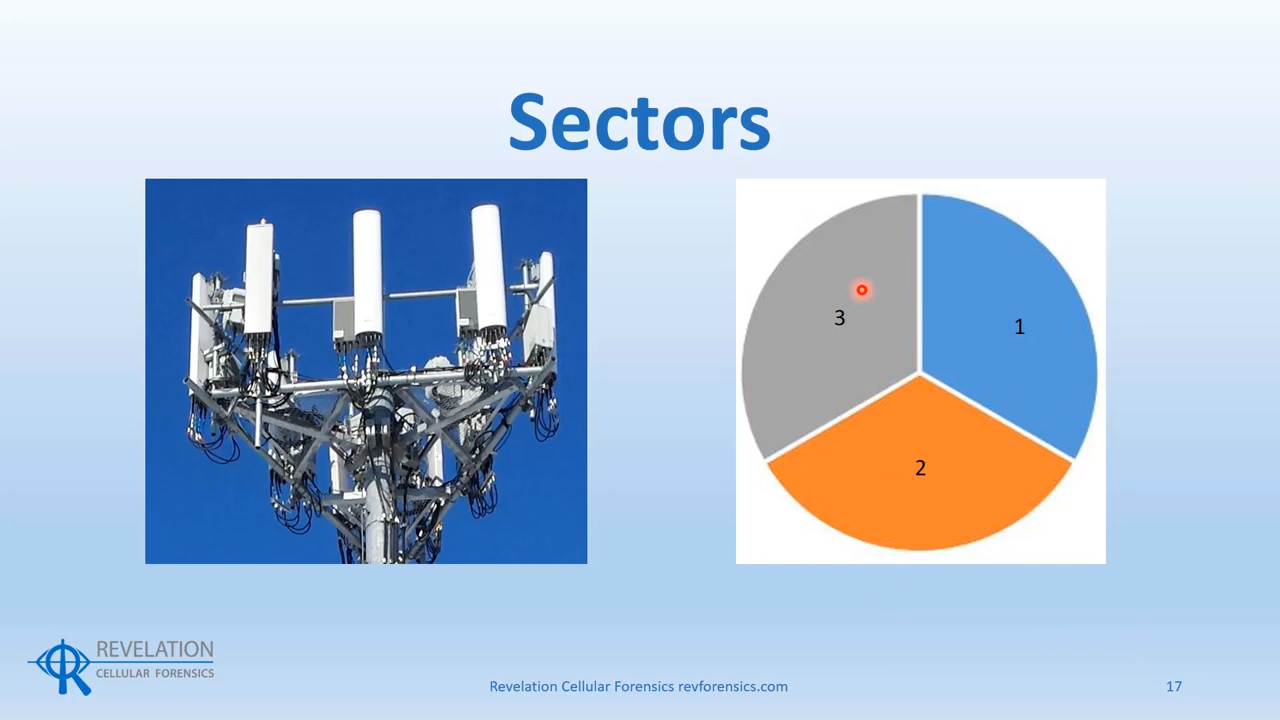 Sectors
3
1
2
REVELATION
CELLULAR FORENSICS
Revelation Cellular Forensics revforensics.com
17